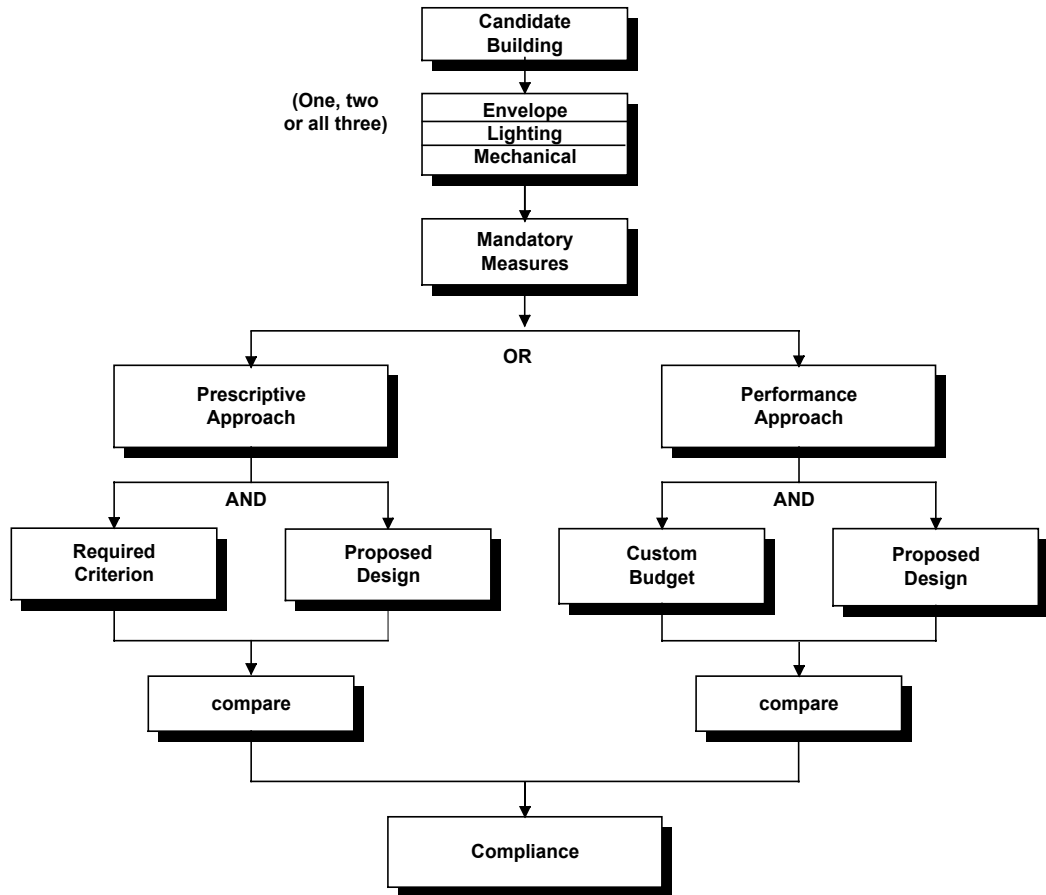 Candidate
Building
(One, two
or all three)
Envelope
Lighting
Mechanical
Mandatory
Measures
OR
Prescriptive
Approach
Performance
Approach
AND
AND
Required
Criterion
Proposed
Design
Custom
Budget
Proposed
Design
compare
compare
Compliance